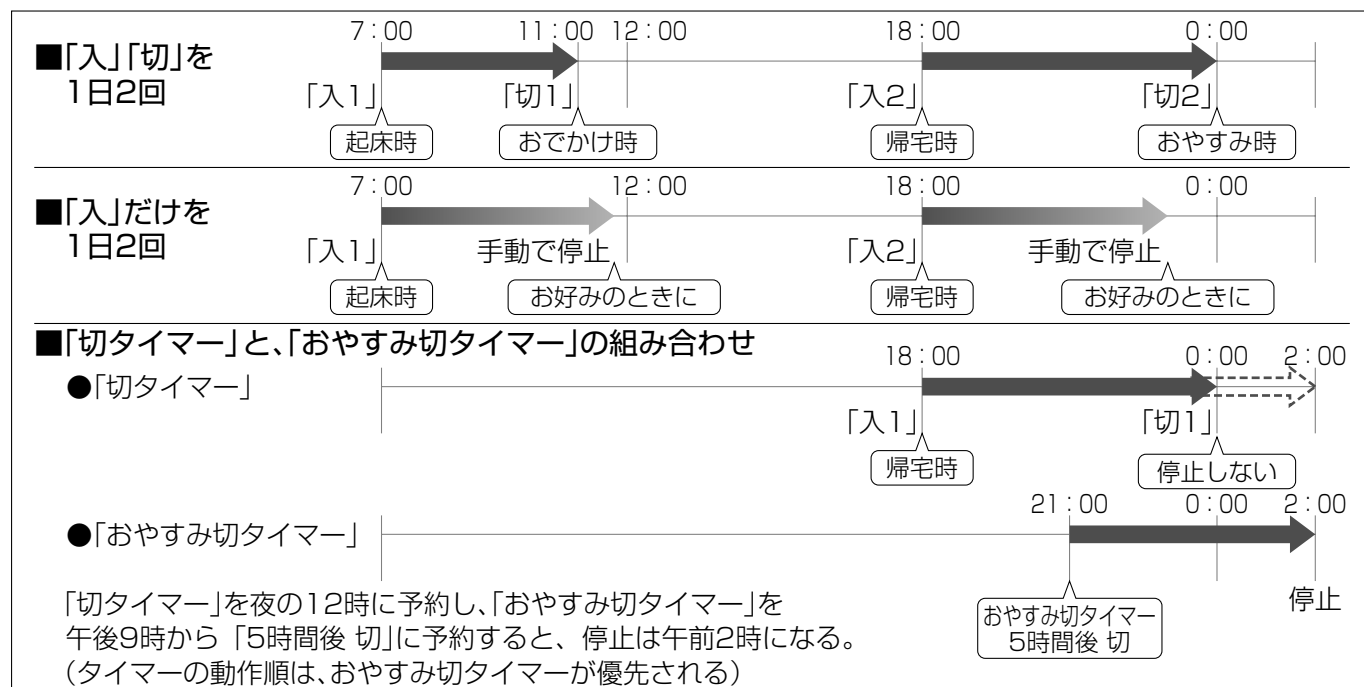 7:00 11:00 12:00 18:00 0:00
■「入」「切」を
1日2回
「入1」 「切1」 「入2」 「切2」
起床時 おでかけ時 帰宅時 おやすみ時
7:00 12:00 18:00 0:00
■「入」だけを
1日2回
「入1」 手動で停止 「入2」 手動で停止
起床時 お好みのときに 帰宅時 お好みのときに
■「切タイマー」と、「おやすみ切タイマー」の組み合わせ
18:00 0:00 2:00
●「切タイマー」
「入1」 「切1」
帰宅時 停止しない
21:00 0:00 2:00
●「おやすみ切タイマー」
停止
おやすみ切タイマー
5時間後 切
「切タイマー」を夜の12時に予約し、「おやすみ切タイマー」を
午後9時から「5時間後 切」に予約すると、停止は午前2時になる。
（タイマーの動作順は、おやすみ切タイマーが優先される）